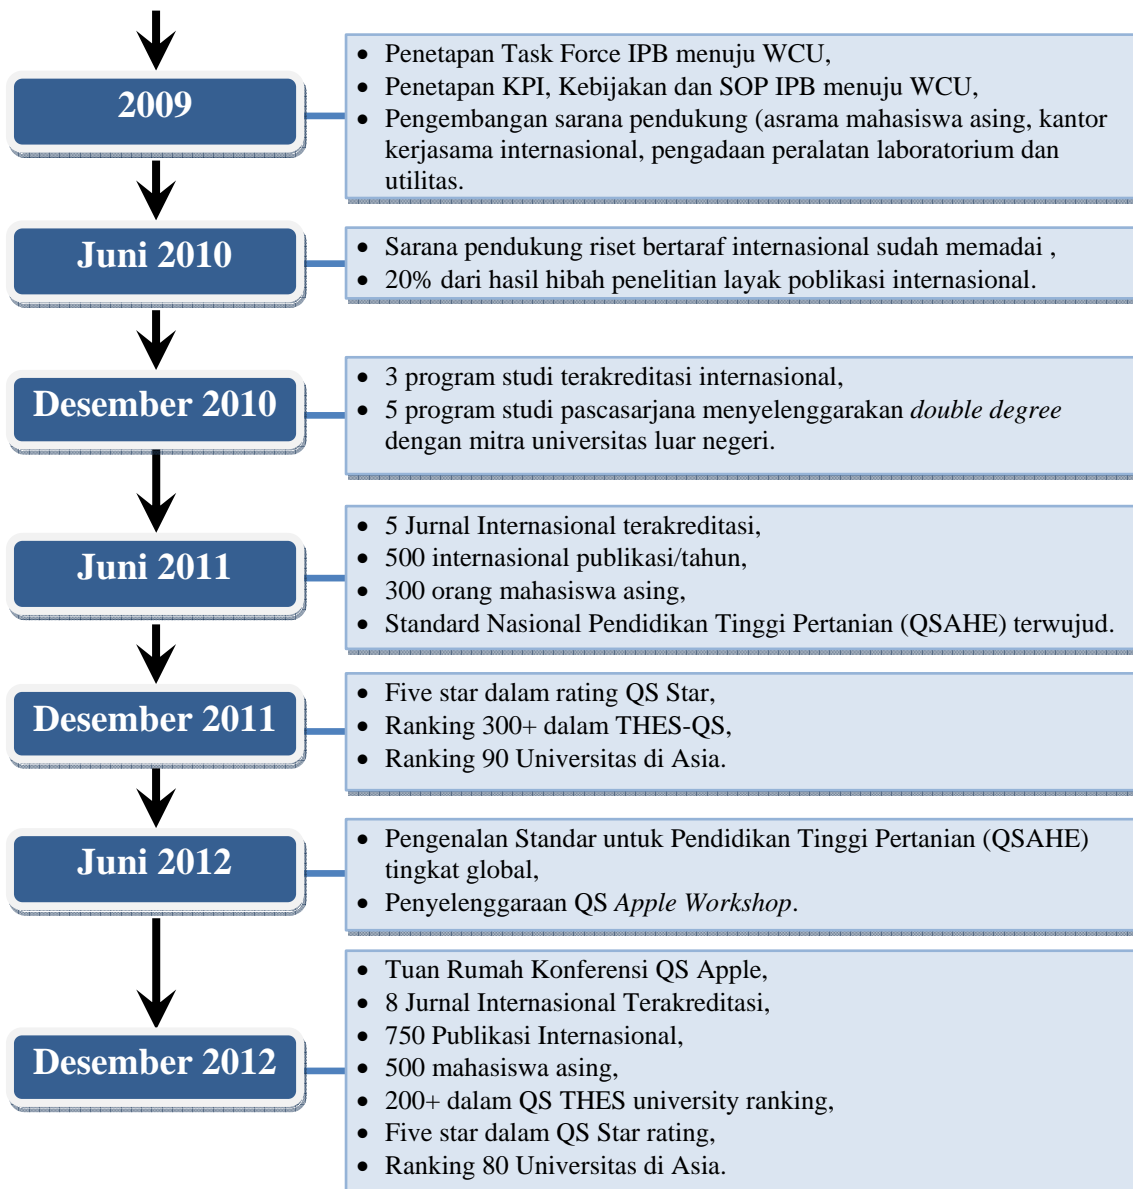 2009
• Penetapan Task Force IPB menuju WCU,
• Penetapan KPI, Kebijakan dan SOP IPB menuju WCU,
• Pengembangan sarana pendukung (asrama mahasiswa asing, kantor
kerjasama internasional, pengadaan peralatan laboratorium dan
utilitas.
Juni 2010
• Sarana pendukung riset bertaraf internasional sudah memadai ,
• 20% dari hasil hibah penelitian layak poblikasi internasional.
Desember 2010
• 3 program studi terakreditasi internasional,
• 5 program studi pascasarjana menyelenggarakan double degree
dengan mitra universitas luar negeri.
Juni 2011
• 5 Jurnal Internasional terakreditasi,
• 500 internasional publikasi/tahun,
• 300 orang mahasiswa asing,
• Standard Nasional Pendidikan Tinggi Pertanian (QSAHE) terwujud.
Desember 2011
• Five star dalam rating QS Star,
• Ranking 300+ dalam THES-QS,
• Ranking 90 Universitas di Asia.
Juni 2012
• Pengenalan Standar untuk Pendidikan Tinggi Pertanian (QSAHE)
tingkat global,
• Penyelenggaraan QS Apple Workshop.
Desember 2012
• Tuan Rumah Konferensi QS Apple,
• 8 Jurnal Internasional Terakreditasi,
• 750 Publikasi Internasional,
• 500 mahasiswa asing,
• 200+ dalam QS THES university ranking,
• Five star dalam QS Star rating,
• Ranking 80 Universitas di Asia.